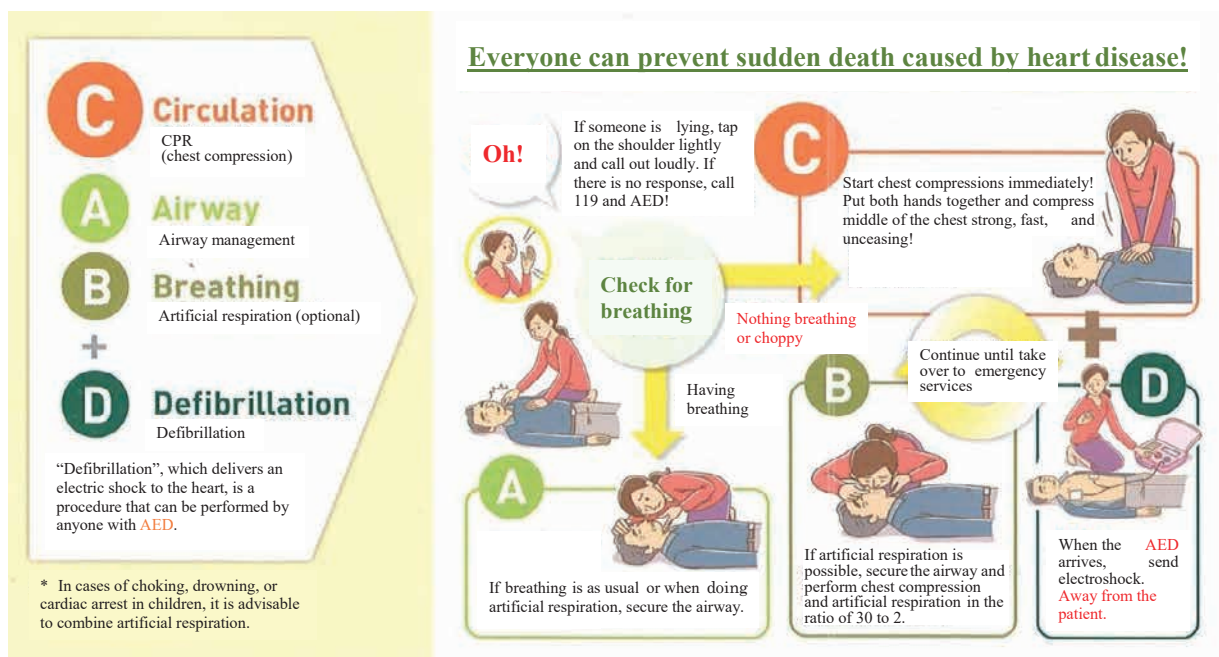 C Circulation
CPR
(chest compression)
A Airway
Airway management
B Breathing
Artificial respiration (optional)
+
D Defibrillation
Defibrillation
“Defibrillation”, which delivers an
electric shock to the heart, is a
procedure that can be performed by
anyone with AED.
* In cases of choking, drowning, or
cardiac arrest in children, it is advisable
to combine artificial respiration.
Everyone can prevent sudden death caused by heart disease!
Oh!
If someone is lying, tap
on the shoulder lightly
and call out loudly. If
there is no response, call
119 and AED!
Check for
breathing
Nothing breathing
or choppy
C
Start chest compressions immediately!
Put both hands together and compress
middle of the chest strong, fast, and
unceasing!
Having
breathing
A
If breathing is as usual or when doing
artificial respiration, secure the airway.
B
If artificial respiration is
possible, secure the airway and
perform chest compression
and artificial respiration in the
ratio of 30 to 2.
Continue until take
over to emergency
services
+
D
When the AED
arrives, send
electroshock.
Away from the
patient.